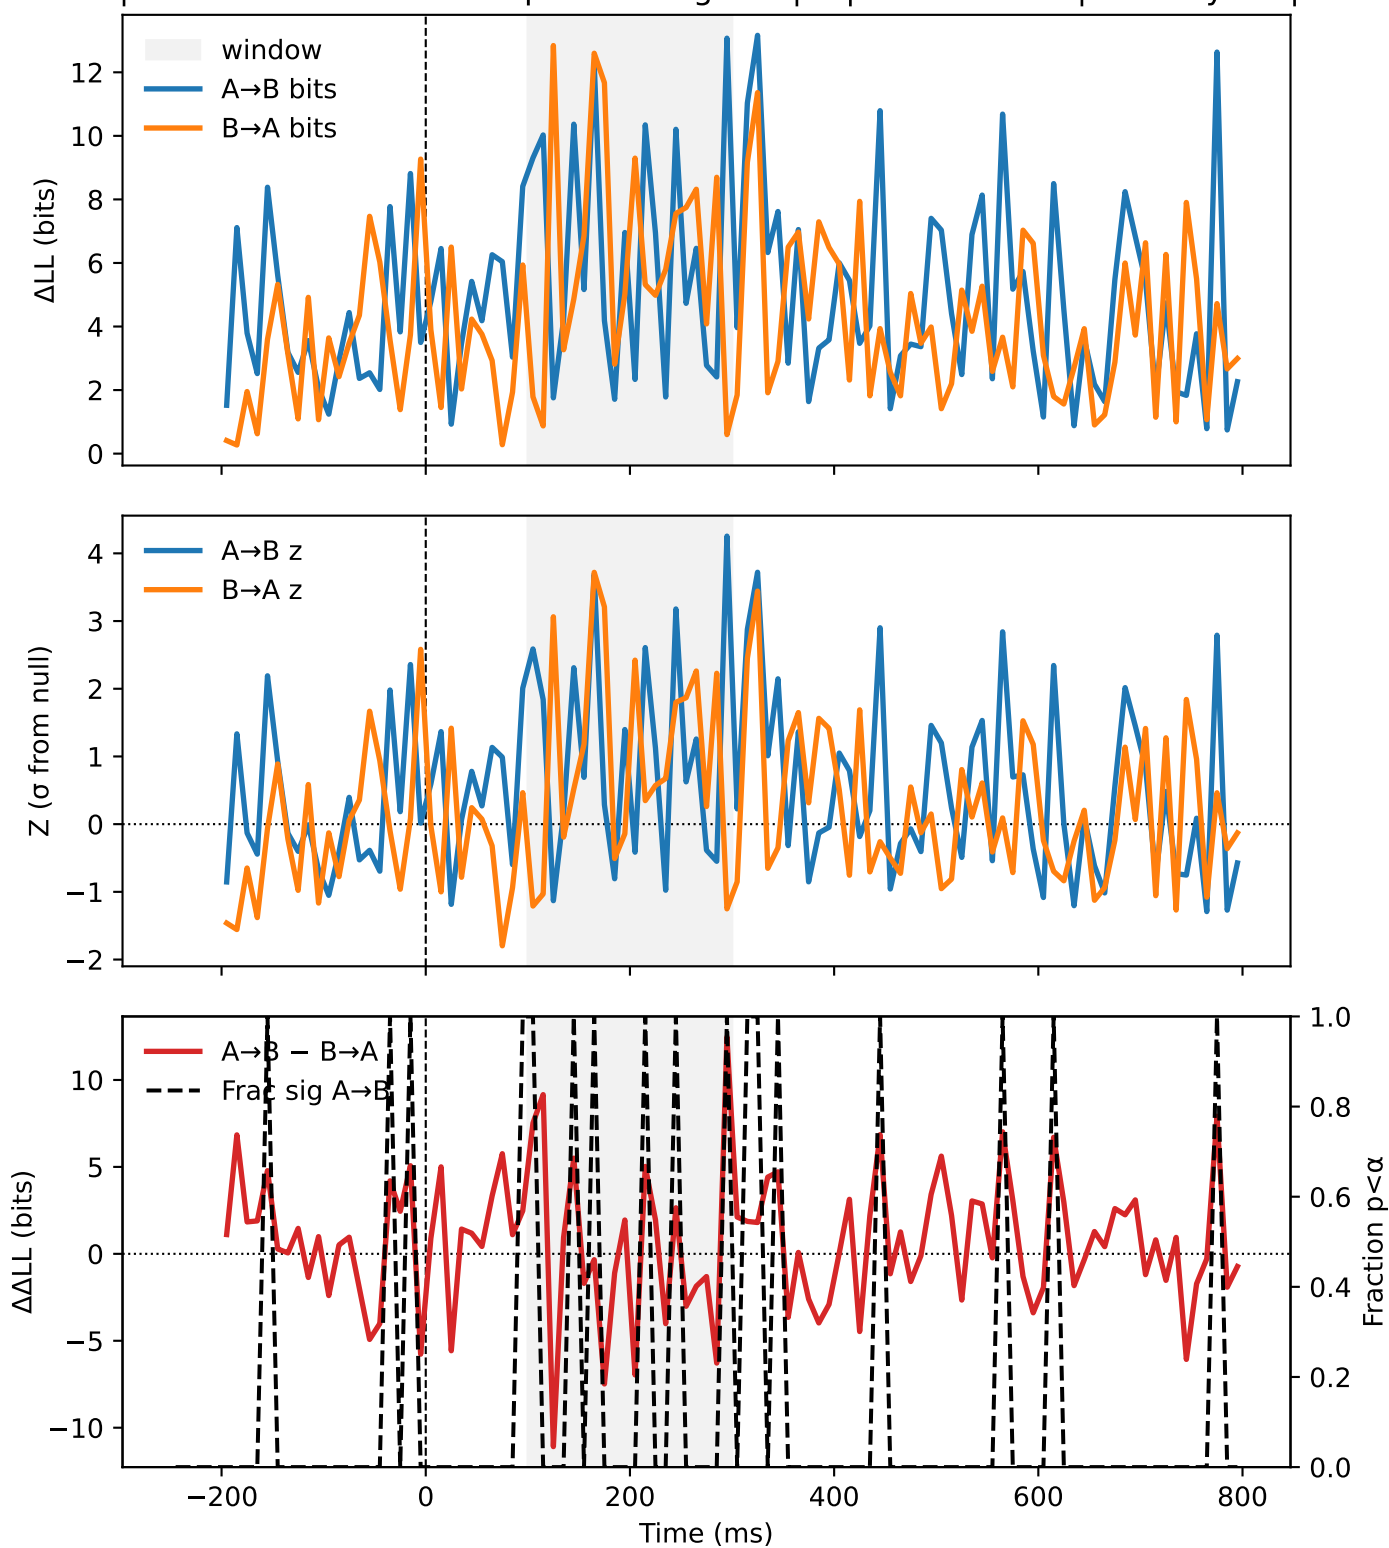 window
A→B bits
B→A bits
ΔLL (bits)
12
10
8
6
4
2
0
A→B z
B→A z
Z (σ from null)
4
3
2
1
0
−1
−2
A→B − B→A
Frac sig A→B
ΔΔLL (bits)
10
5
0
−5
−10
1.0
0.8
0.6
0.4
0.2
0.0
Fraction p<α
−200
0
200
400
600
800
Time (ms)